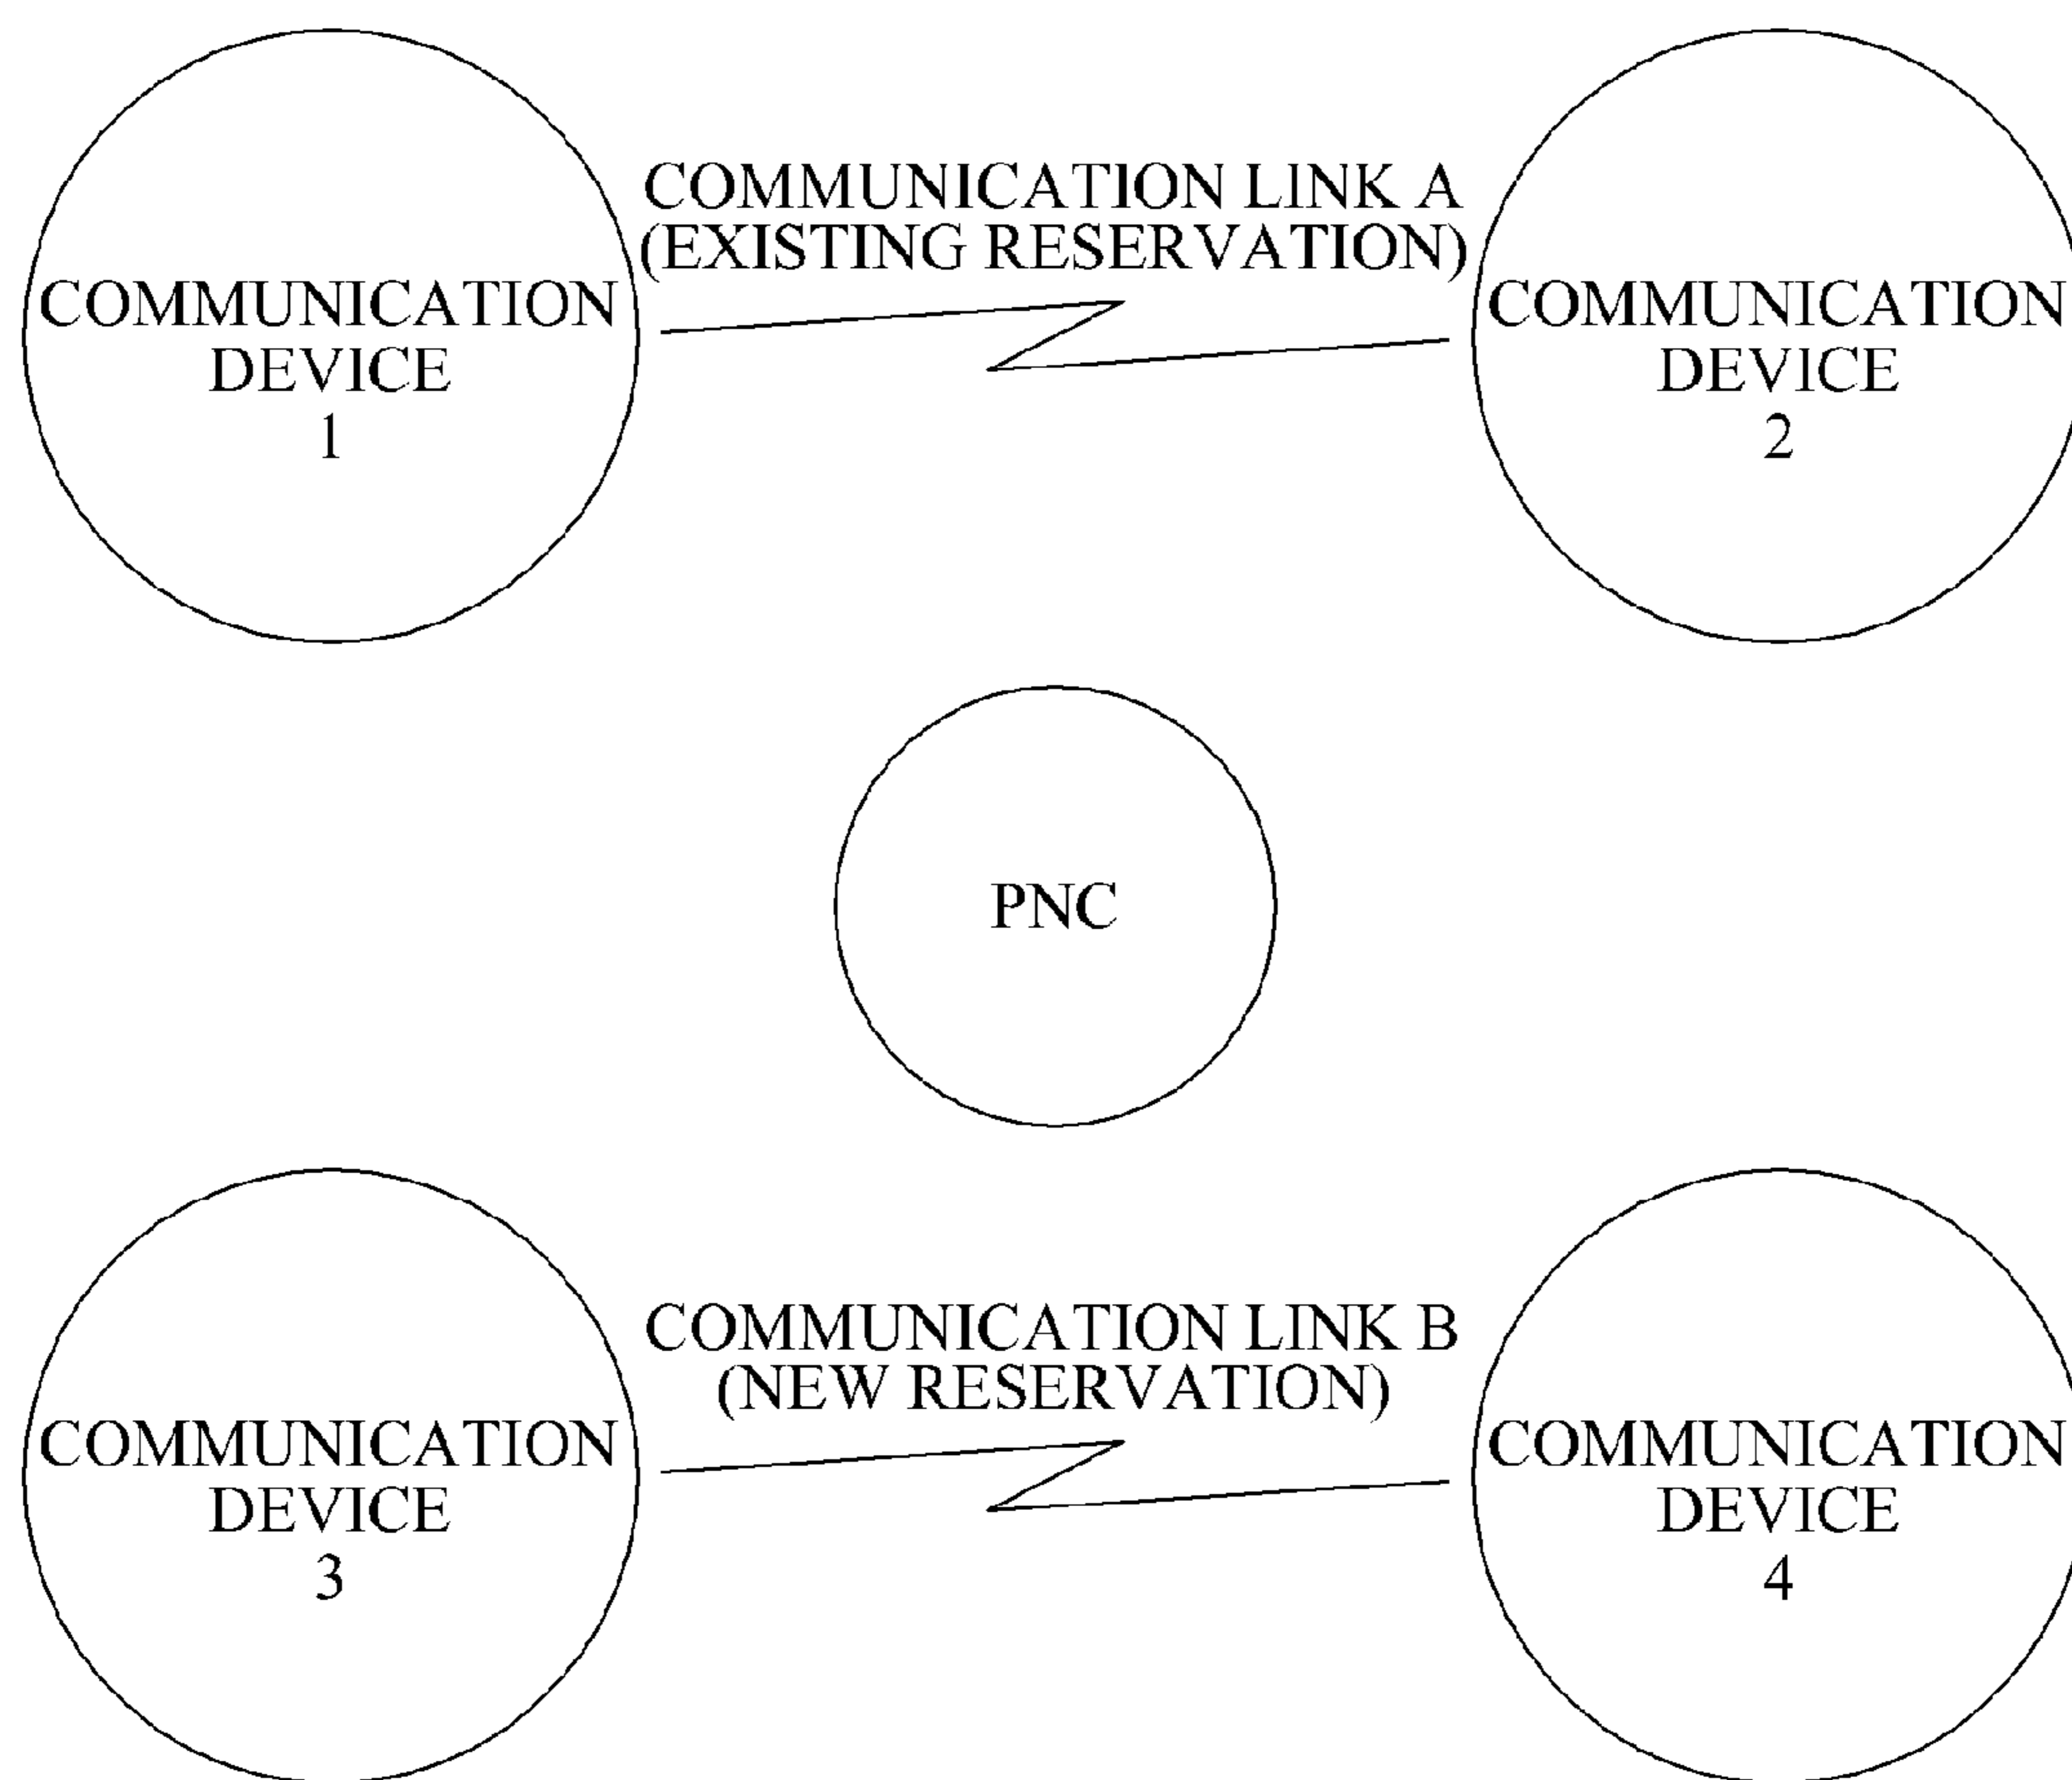 COMMUNICATION LINK A
(EXISTING RESERVATION)
COMMUNICATION
DEVICE
1
COMMUNICATION
DEVICE
2
PNC
COMMUNICATION LINK B
(NEW RESERVATION)
COMMUNICATION
DEVICE
3
COMMUNICATION
DEVICE
4